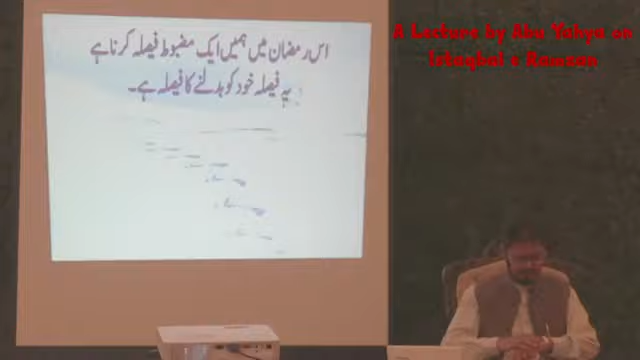 اس رمضان میں ہمیں ایک مضبوط فیصلہ کرنا ہے
یہ فیصلہ خود کو بدلنے کا فیصلہ ہے۔
A Lecture by Abu Yahya on
Istaqbal e Ramzan